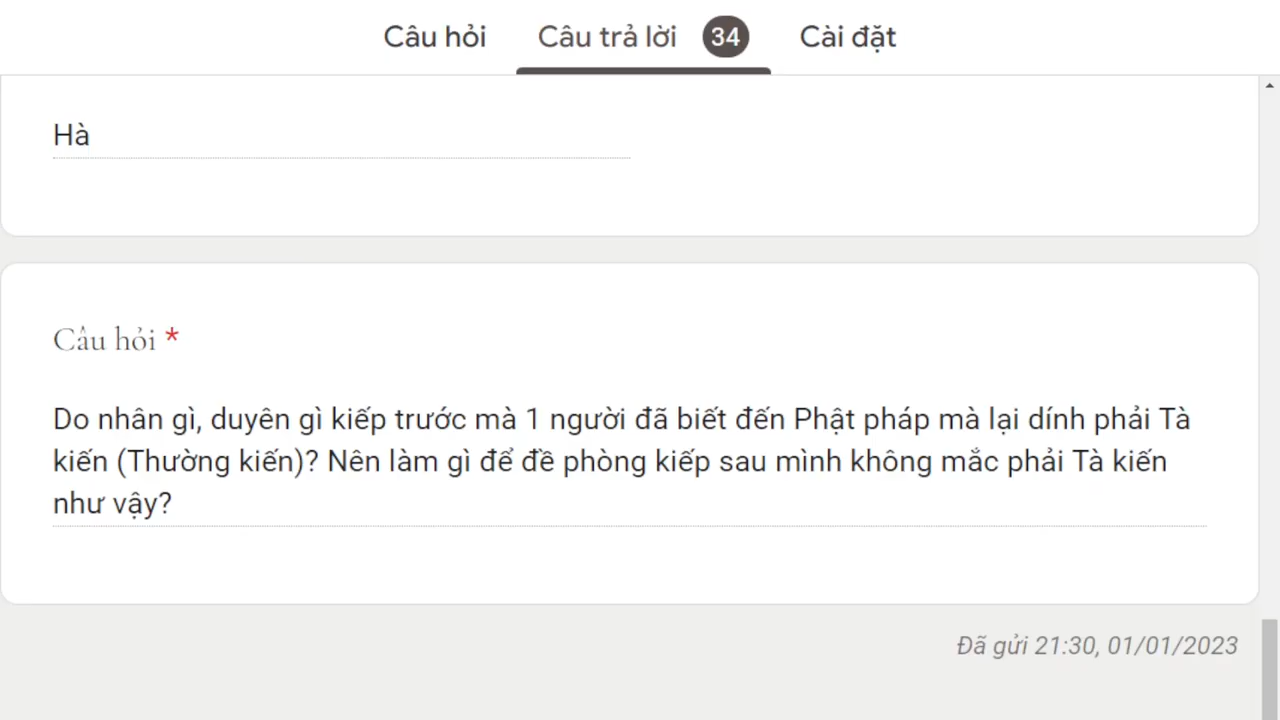 Câu hỏi Câu trả lời 34 Cài đặt
Hà
Câu hỏi *
Do nhân gì, duyên gì kiếp trước mà 1 người đã biết đến Phật pháp mà lại dính phải Tà
kiến (Thường kiến)? Nên làm gì để đề phòng kiếp sau mình không mắc phải Tà kiến
như vậy?
Đã gửi 21:30, 01/01/2023